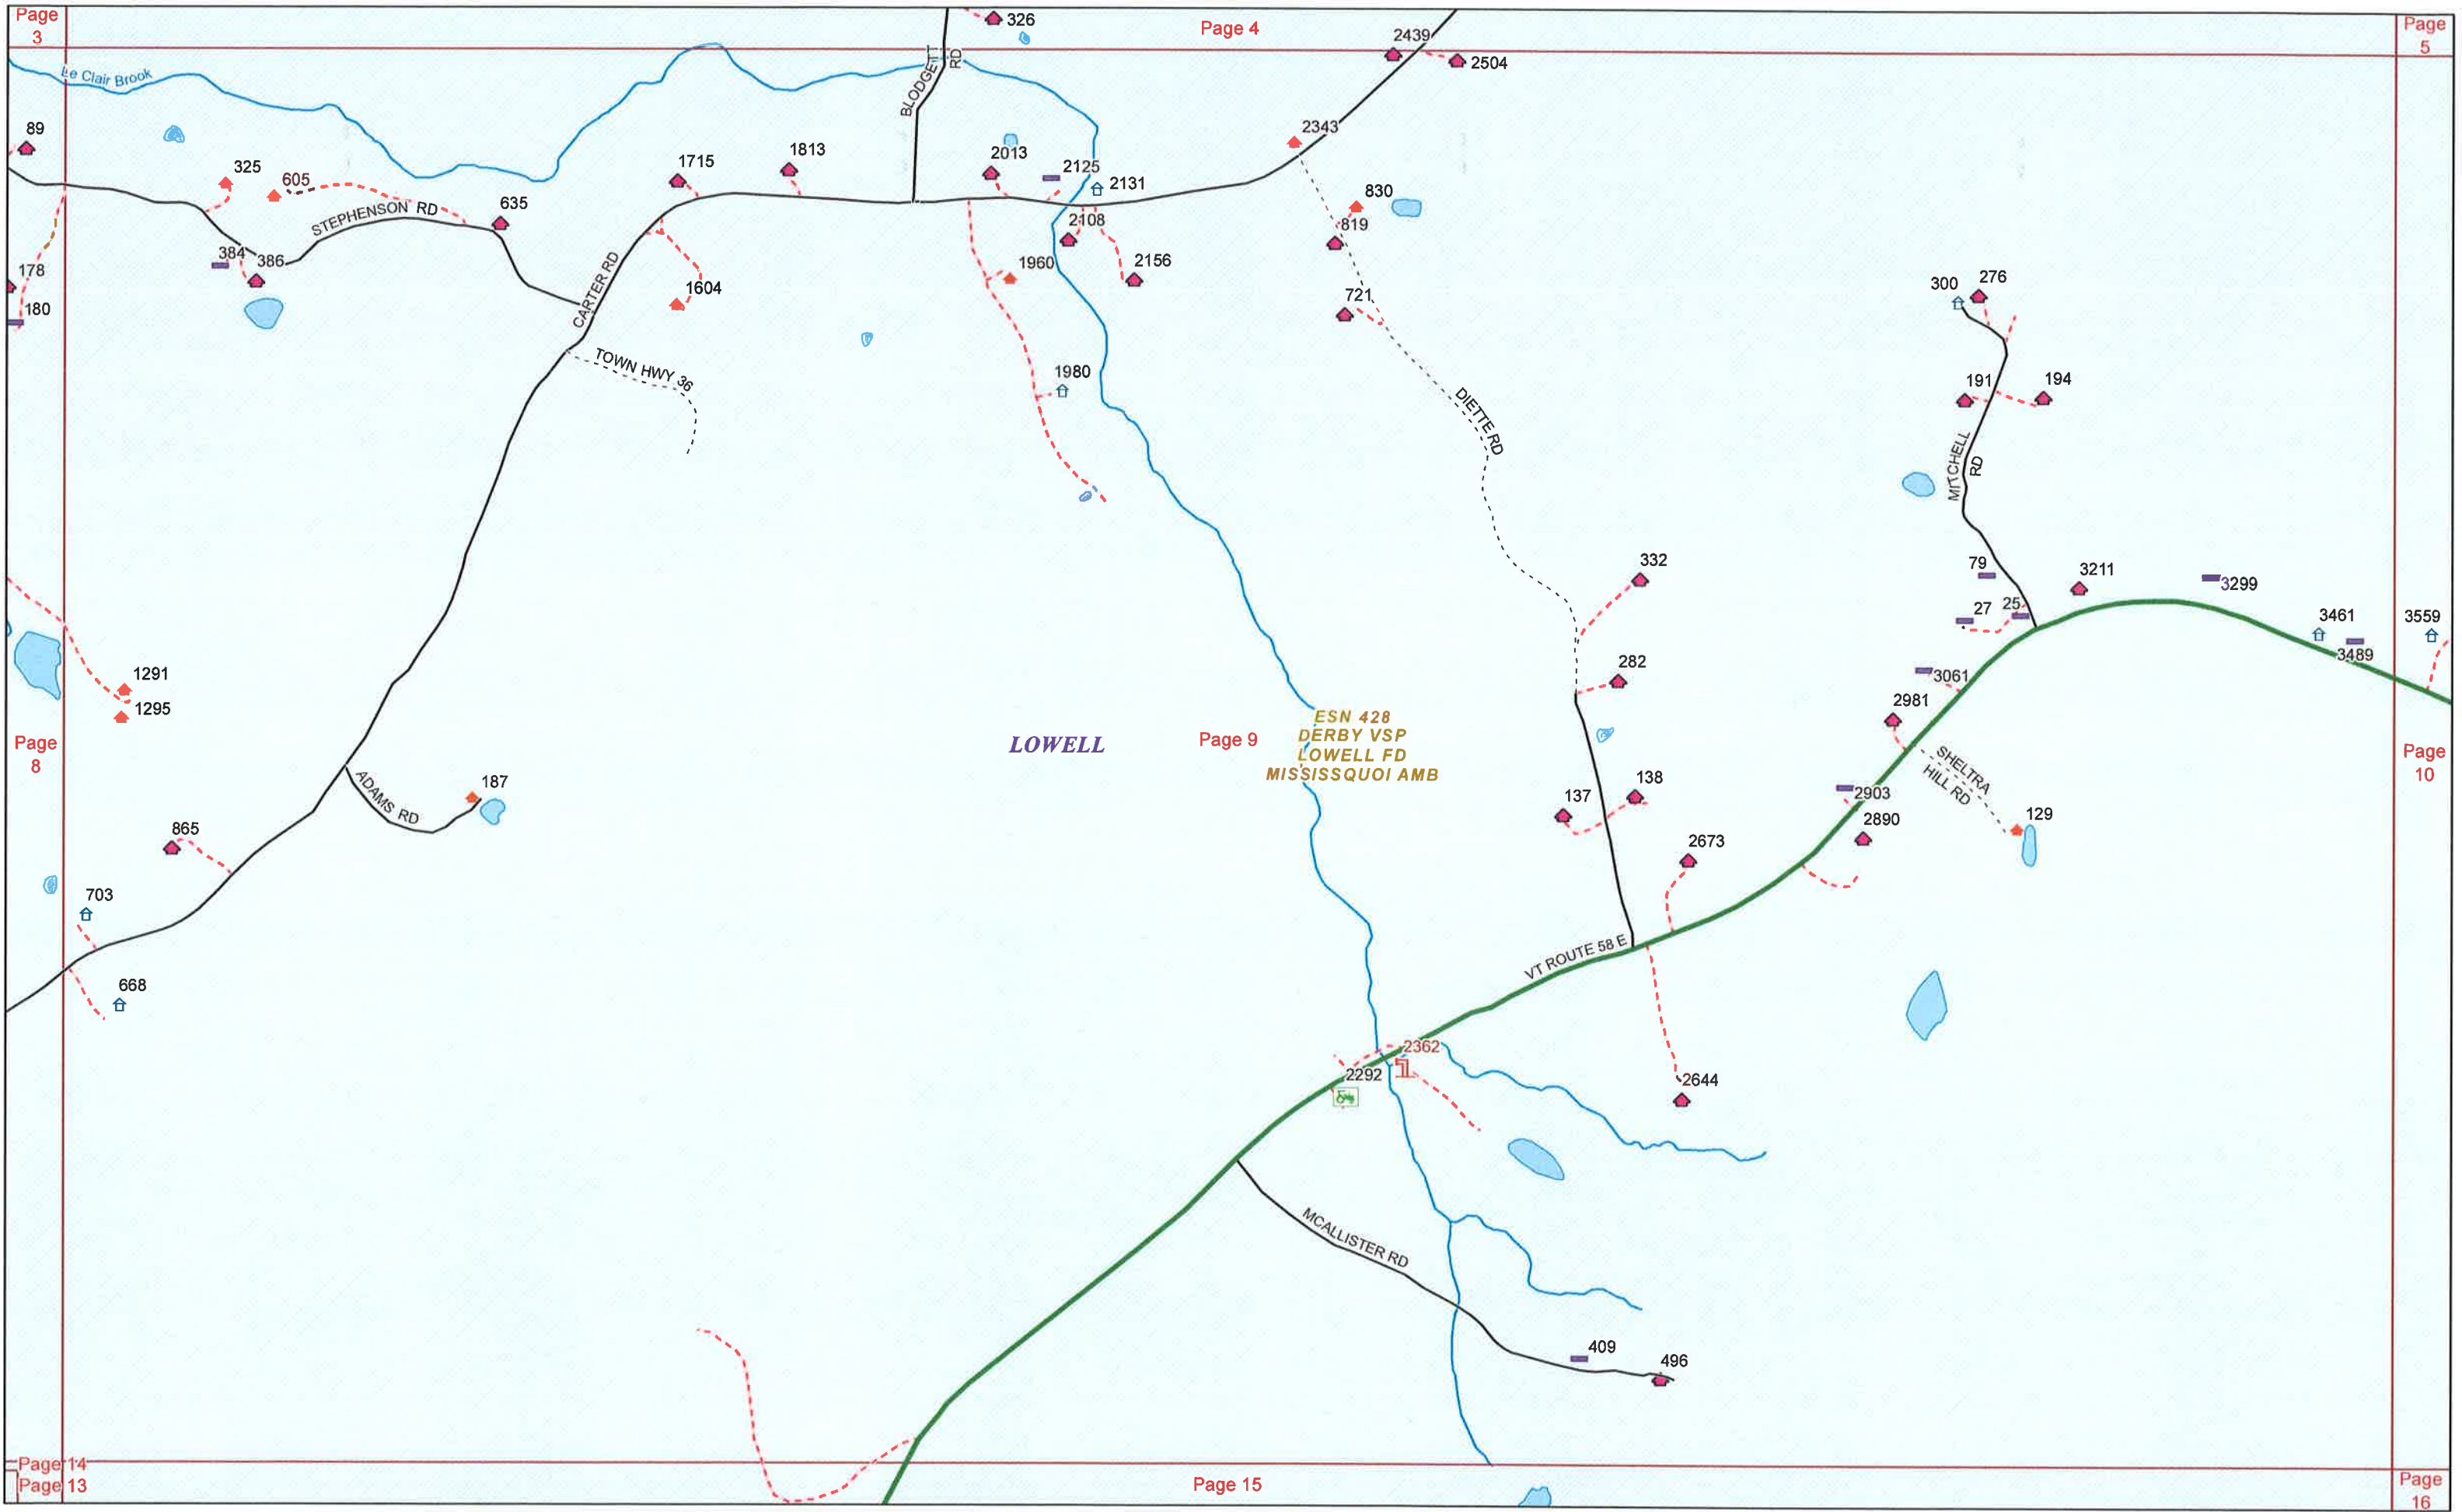 Page
3
326
Page 4
2439
2504
Page
5
Le Clair Brook
BLODGETT
RD
89
325
605
STEPHENSON RD
635
1715
1813
2013
2125
2131
2343
830
819
384
386
178
180
CARTER RD
1604
1960
2108
2156
721
300
276
TOWN HWY 36
1980
DIETTE RD
191
194
MITCHELL
RD
332
79
3211
3299
27
25
3461
3559
3489
1291
1295
282
3061
2981
Page
8
LOWELL
Page 9
ESN 428
DERBY VSP
LOWELL FD
MISSISSQUOI AMB
SHELTRA
HILL RD
Page
10
187
ADAMS RD
137
138
2903
2890
129
865
2673
703
668
VT ROUTE 58 E
2362
2292
2644
MCALLISTER RD
409
496
Page 14
Page 13
Page 15
Page
16